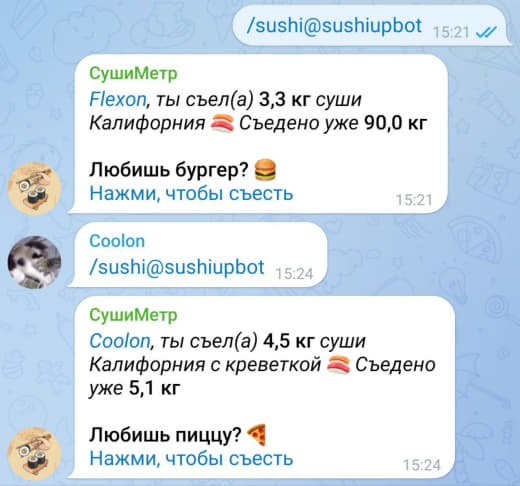 /sushi@sushiupbot 15:21
СушиМетр
Flexon, ты съел(а) 3,3 кг суши
Калифорния 🍣 Съедено уже 90,0 кг
Любишь бургер? 🍔
Нажми, чтобы съесть 15:21
Coolon
/sushi@sushiupbot 15:24
СушиМетр
Coolon, ты съел(а) 4,5 кг суши
Калифорния с креветкой 🍣 Съедено
уже 5,1 кг
Любишь пиццу? 🍕
Нажми, чтобы съесть 15:24